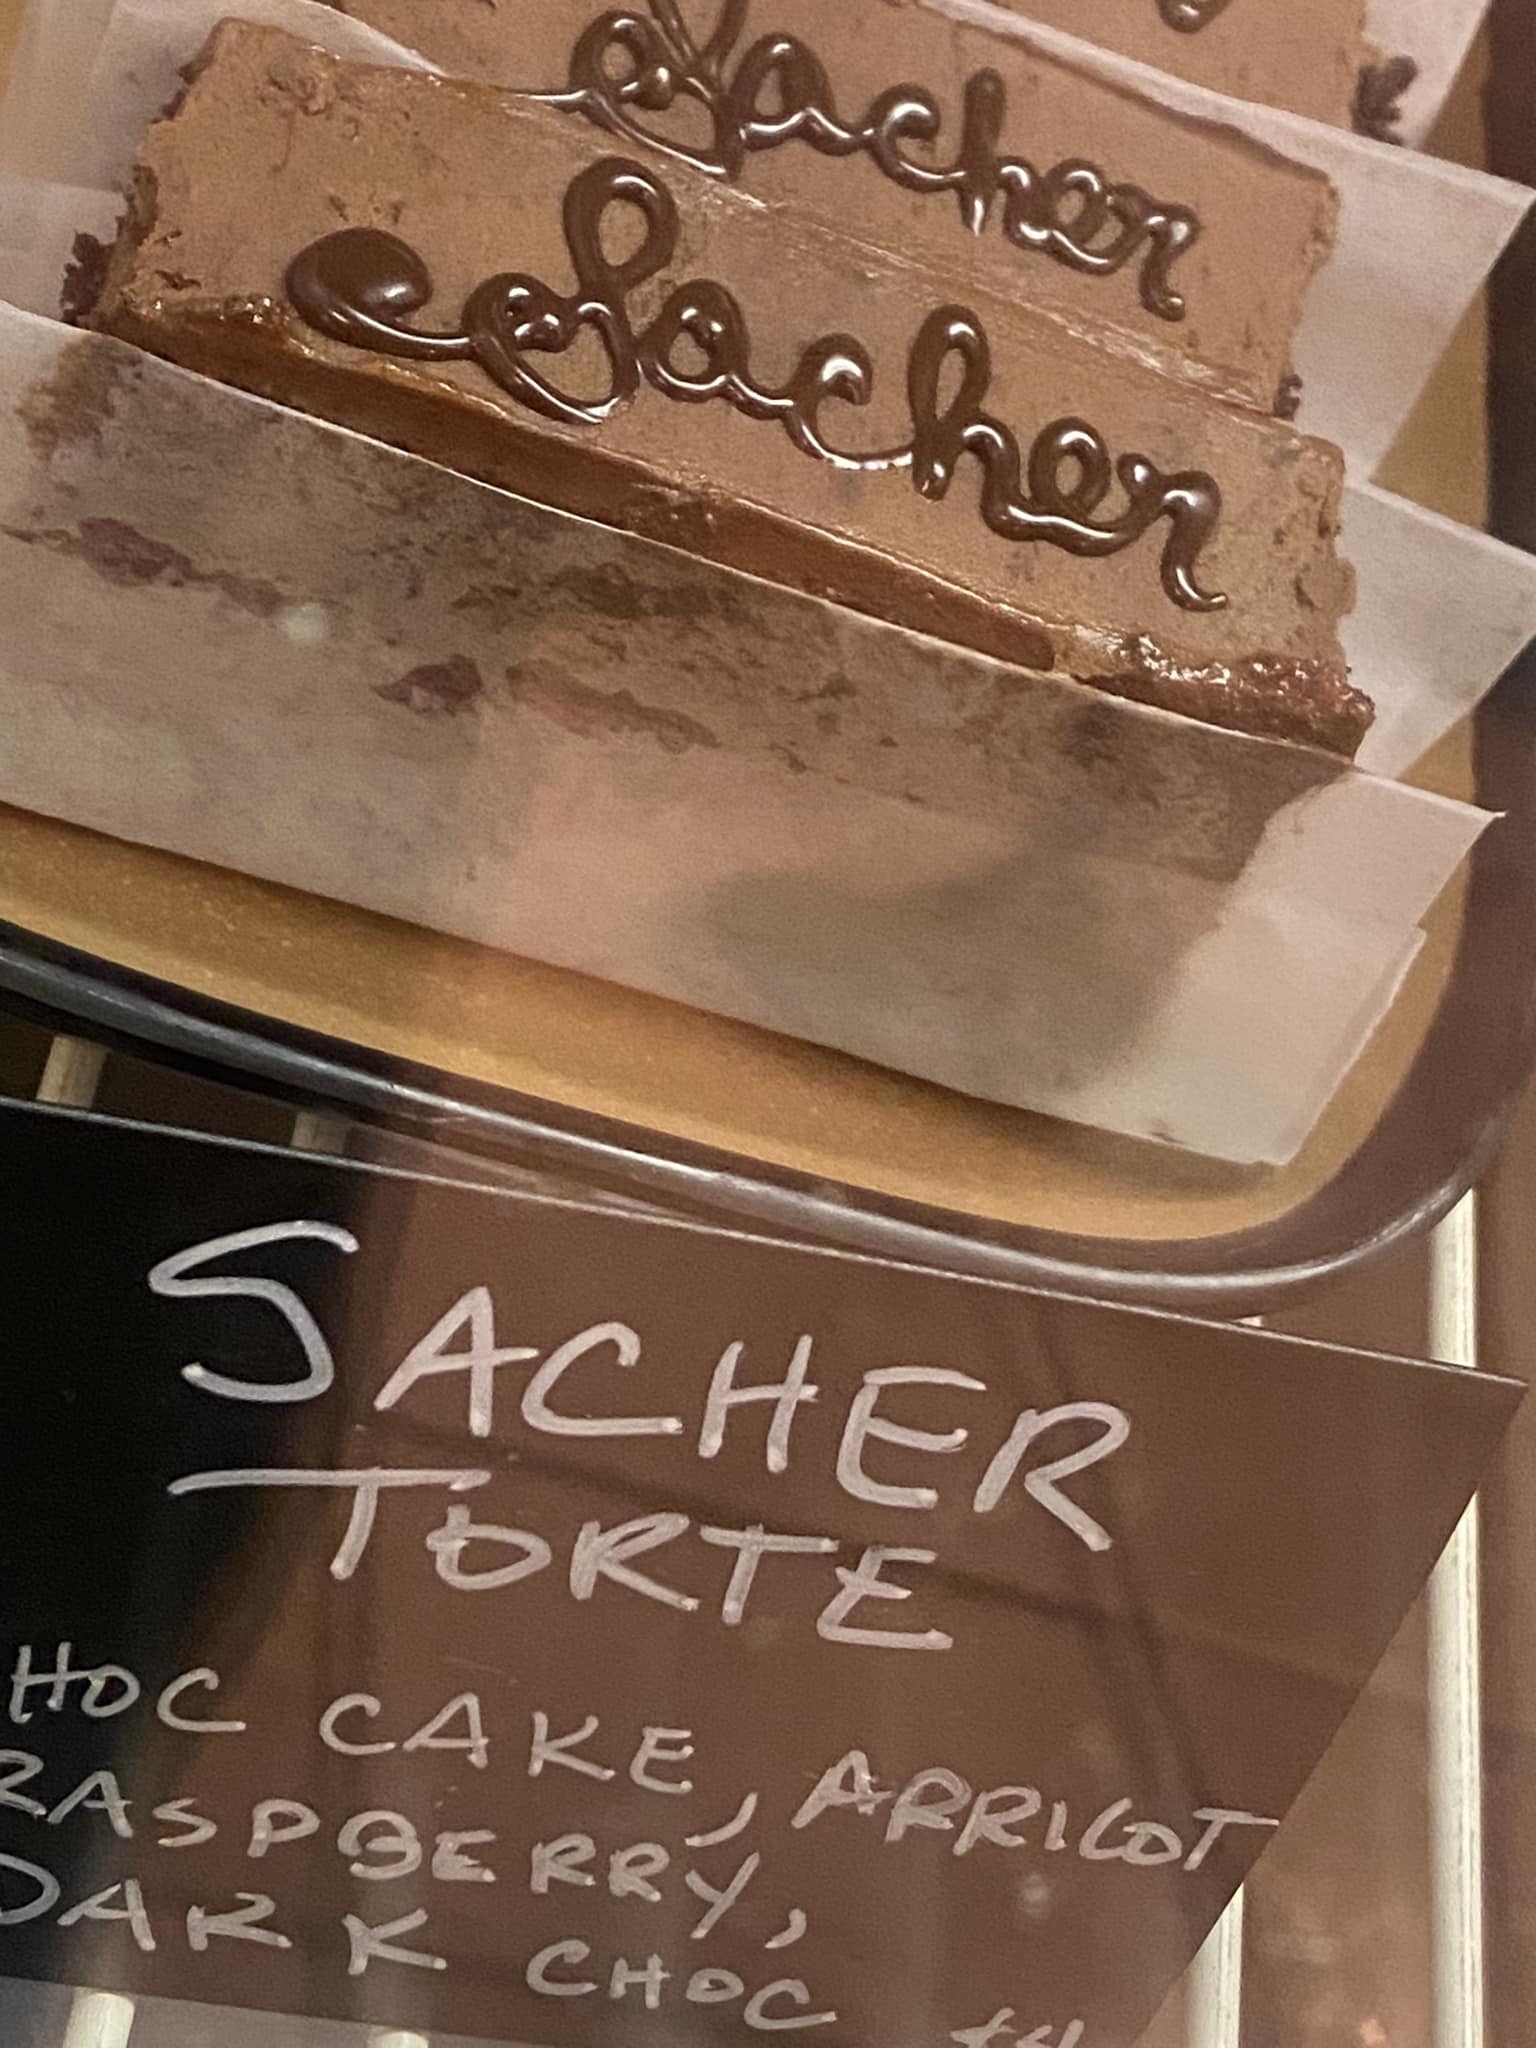 Sacher
Sacher
SACHER
TORTE
HOC CAKE, APRICOT
RASPBERRY,
DARK CHOC